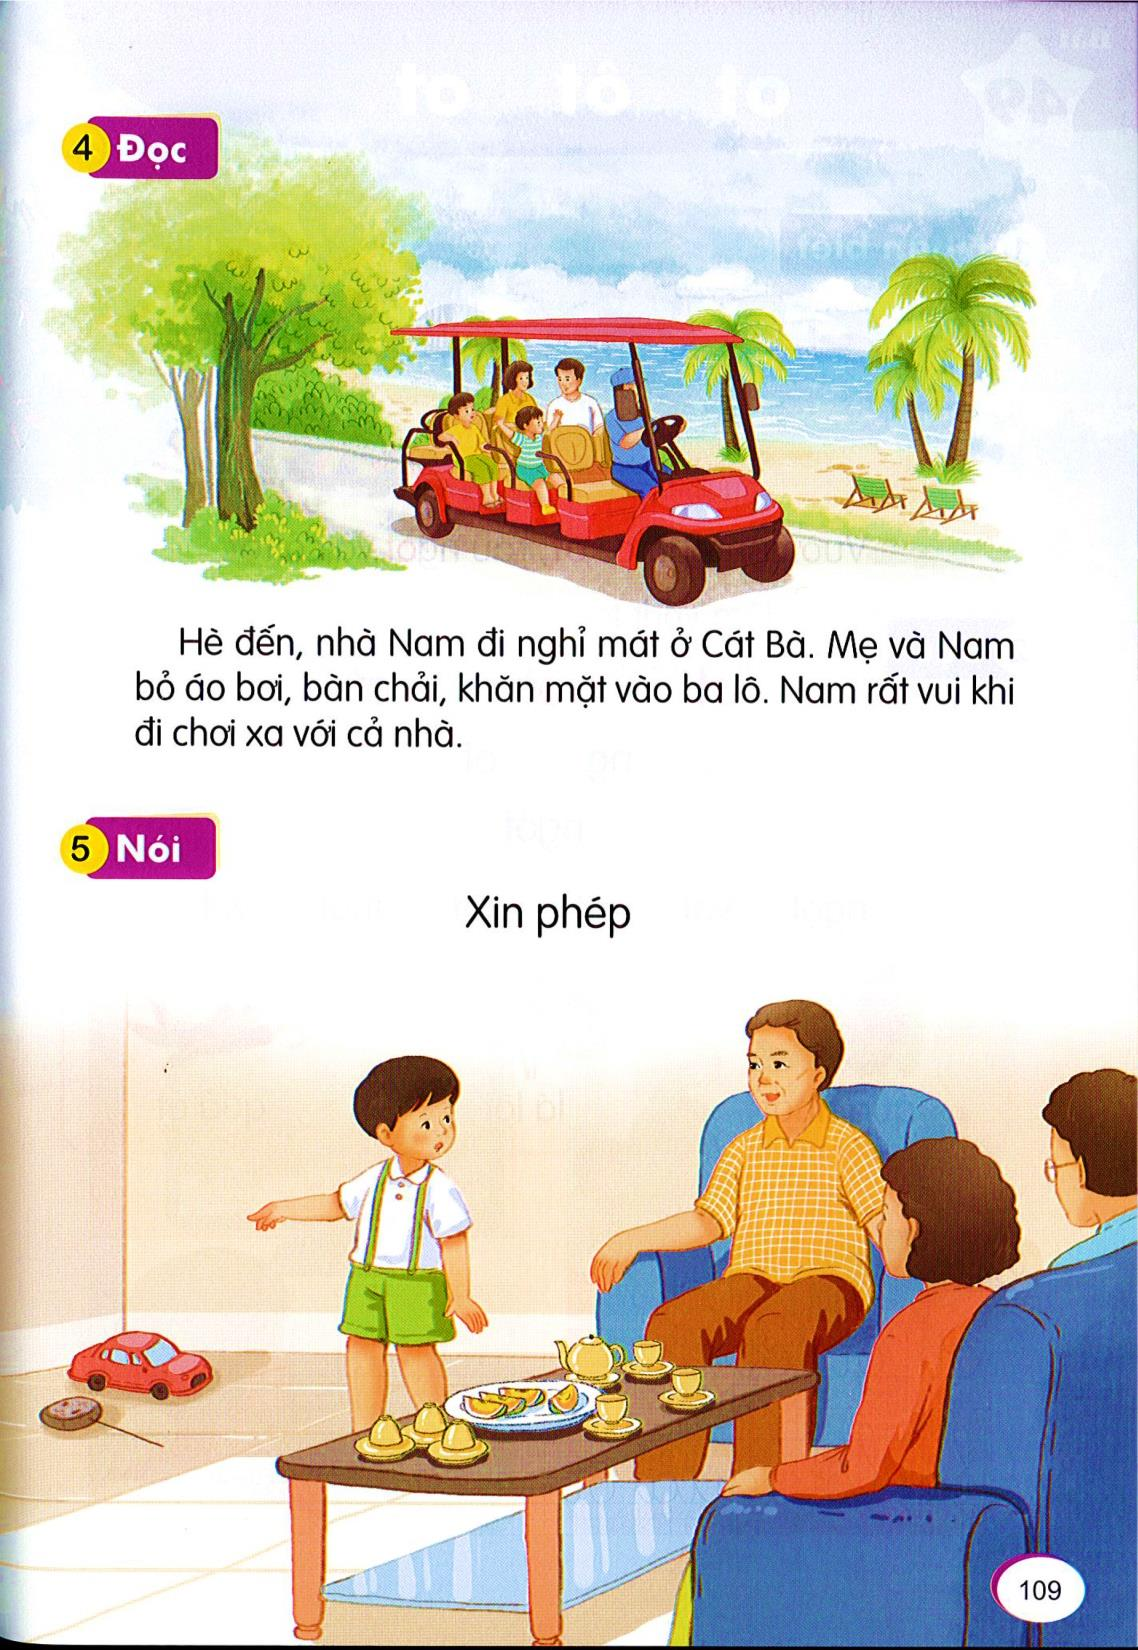 4 Đọc
Hè đến, nhà Nam đi nghỉ mát ở Cát Bà. Mẹ và Nam
bỏ áo bơi, bàn chải, khăn mặt vào ba lô. Nam rất vui khi
đi chơi xa với cả nhà.
5 Nói
Xin phép
109